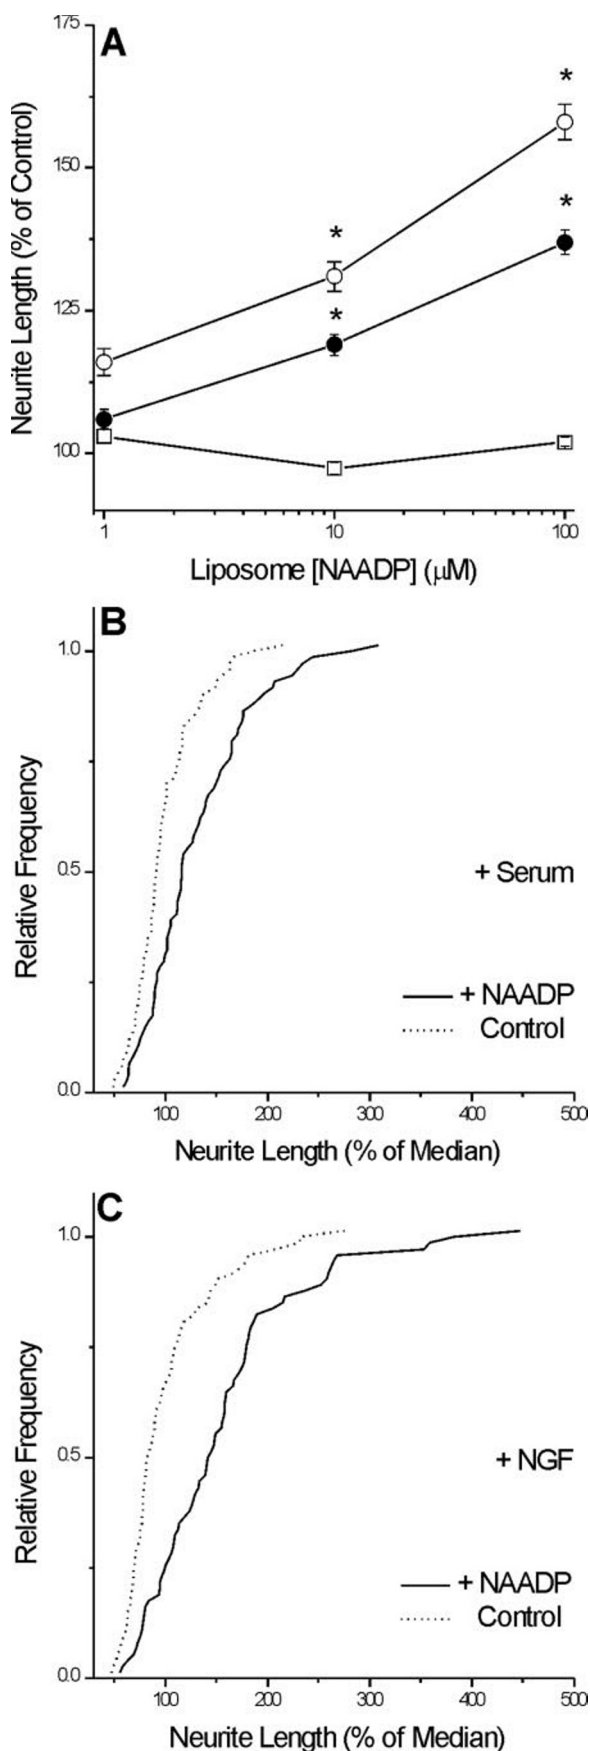 A
175
150
125
100
Neurite Length (% of Control)
*
*
*
*
1
10
100
Liposome [NAADP] (μM)
B
1.0
0.5
0.0
Relative Frequency
+ Serum
+ NAADP
Control
100
200
300
400
500
Neurite Length (% of Median)
C
1.0
0.5
0.0
Relative Frequency
+ NGF
+ NAADP
Control
100
200
300
400
500
Neurite Length (% of Median)